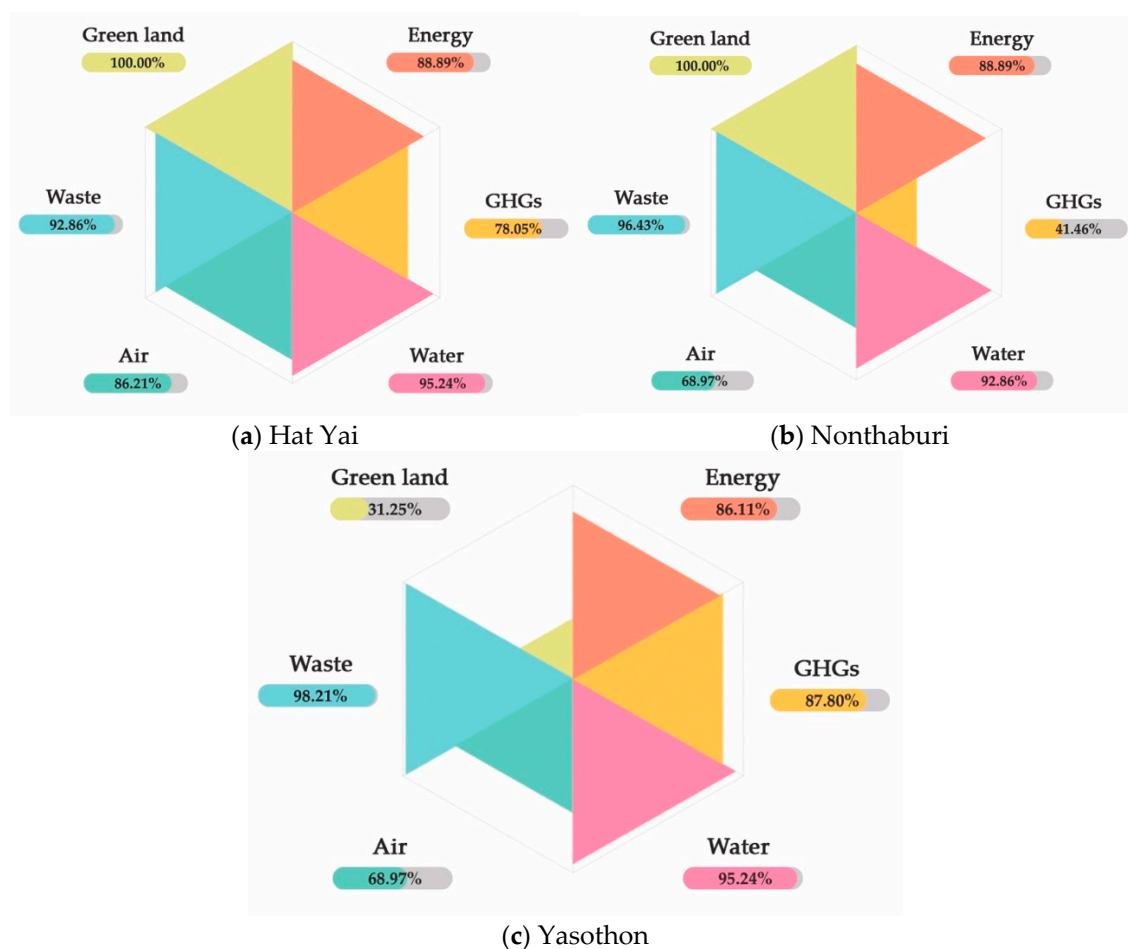 Green land
100.00%
Energy
88.89%
Waste
92.86%
GHGs
78.05%
Air
86.21%
Water
95.24%
(a) Hat Yai
Green land
100.00%
Energy
88.89%
Waste
96.43%
GHGs
41.46%
Air
68.97%
Water
92.86%
(b) Nonthaburi
Green land
31.25%
Energy
86.11%
Waste
98.21%
GHGs
87.80%
Air
68.97%
Water
95.24%
(c) Yasothon